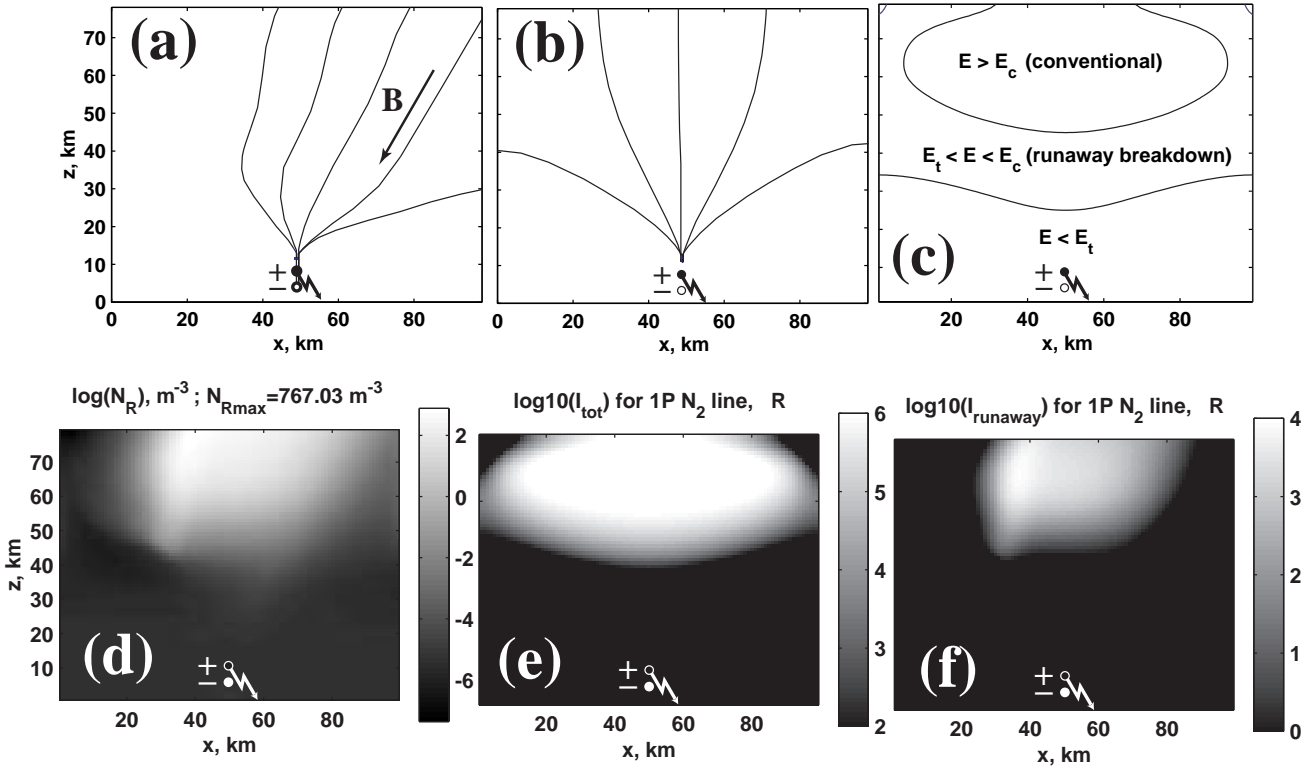 (a)
B
z, km
70
60
50
40
30
20
10
0
+
−
0 20 40 60 80
x, km
(b)
+
−
0 20 40 60 80
x, km
E > E_c (conventional)
E_t < E < E_c (runaway breakdown)
E < E_t
(c)
+
−
0 20 40 60 80
x, km
log(N_R), m^-3 ; N_Rmax=767.03 m^-3
z, km
70
60
50
40
30
20
10
(d)
+
−
20 40 60 80
x, km
2
0
-2
-4
-6
log10(I_tot) for 1P N_2 line, R
(e)
+
−
20 40 60 80
x, km
6
5
4
3
2
log10(I_runaway) for 1P N_2 line, R
(f)
+
−
20 40 60 80
x, km
4
3
2
1
0